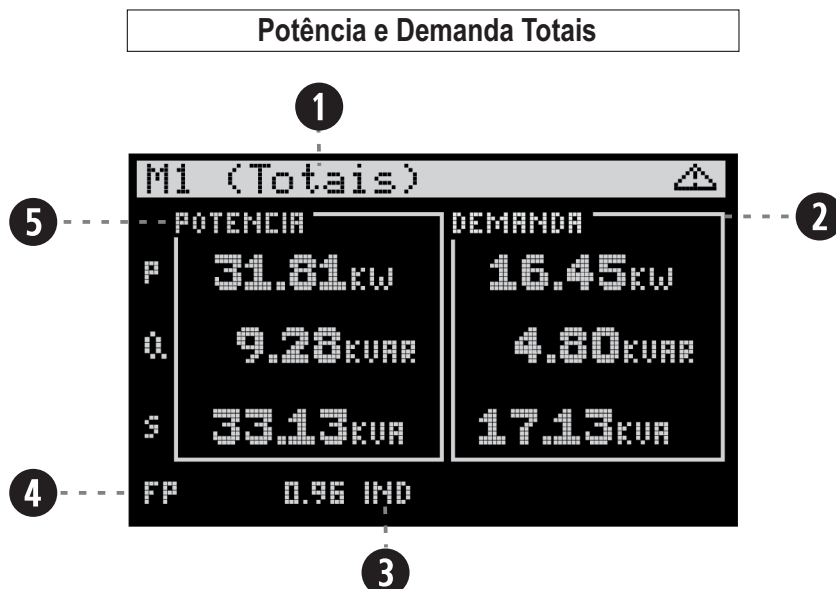 Potência e Demanda Totais
1
M1 (Totais)
5 POTENCIA DEMANDA 2
P 31.81KW 16.45KW
Q 9.28KVAR 4.80KVAR
S 33.13KVA 17.13KVA
4 FP 0.96 IND
3